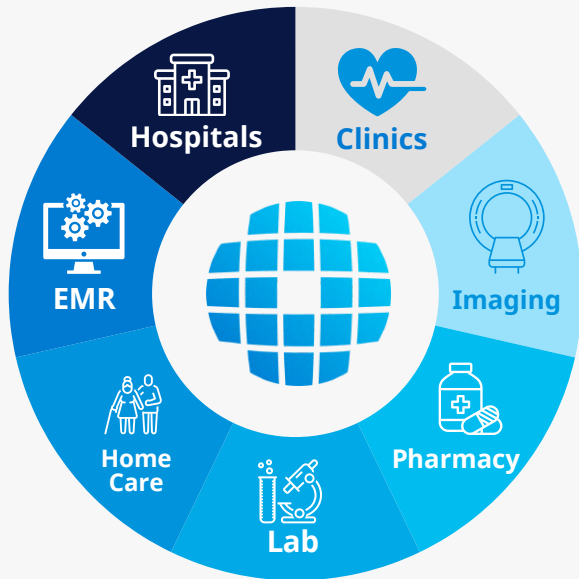 Hospitals
Clinics
Imaging
Pharmacy
Lab
Home
Care
EMR